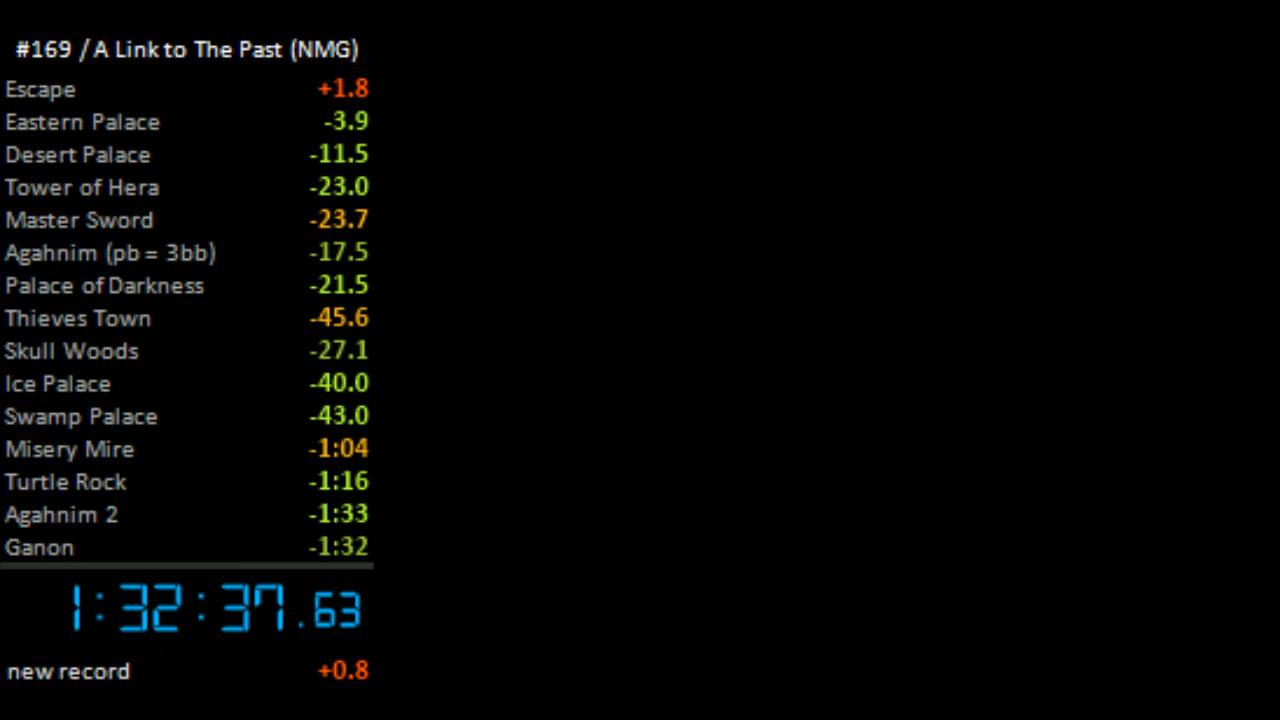 #169 / A Link to The Past (NMG)
Escape +1.8
Eastern Palace -3.9
Desert Palace -11.5
Tower of Hera -23.0
Master Sword -23.7
Agahnim (pb = 3bb) -17.5
Palace of Darkness -21.5
Thieves Town -45.6
Skull Woods -27.1
Ice Palace -40.0
Swamp Palace -43.0
Misery Mire -1:04
Turtle Rock -1:16
Agahnim 2 -1:33
Ganon -1:32
1:32:37.63
new record +0.8